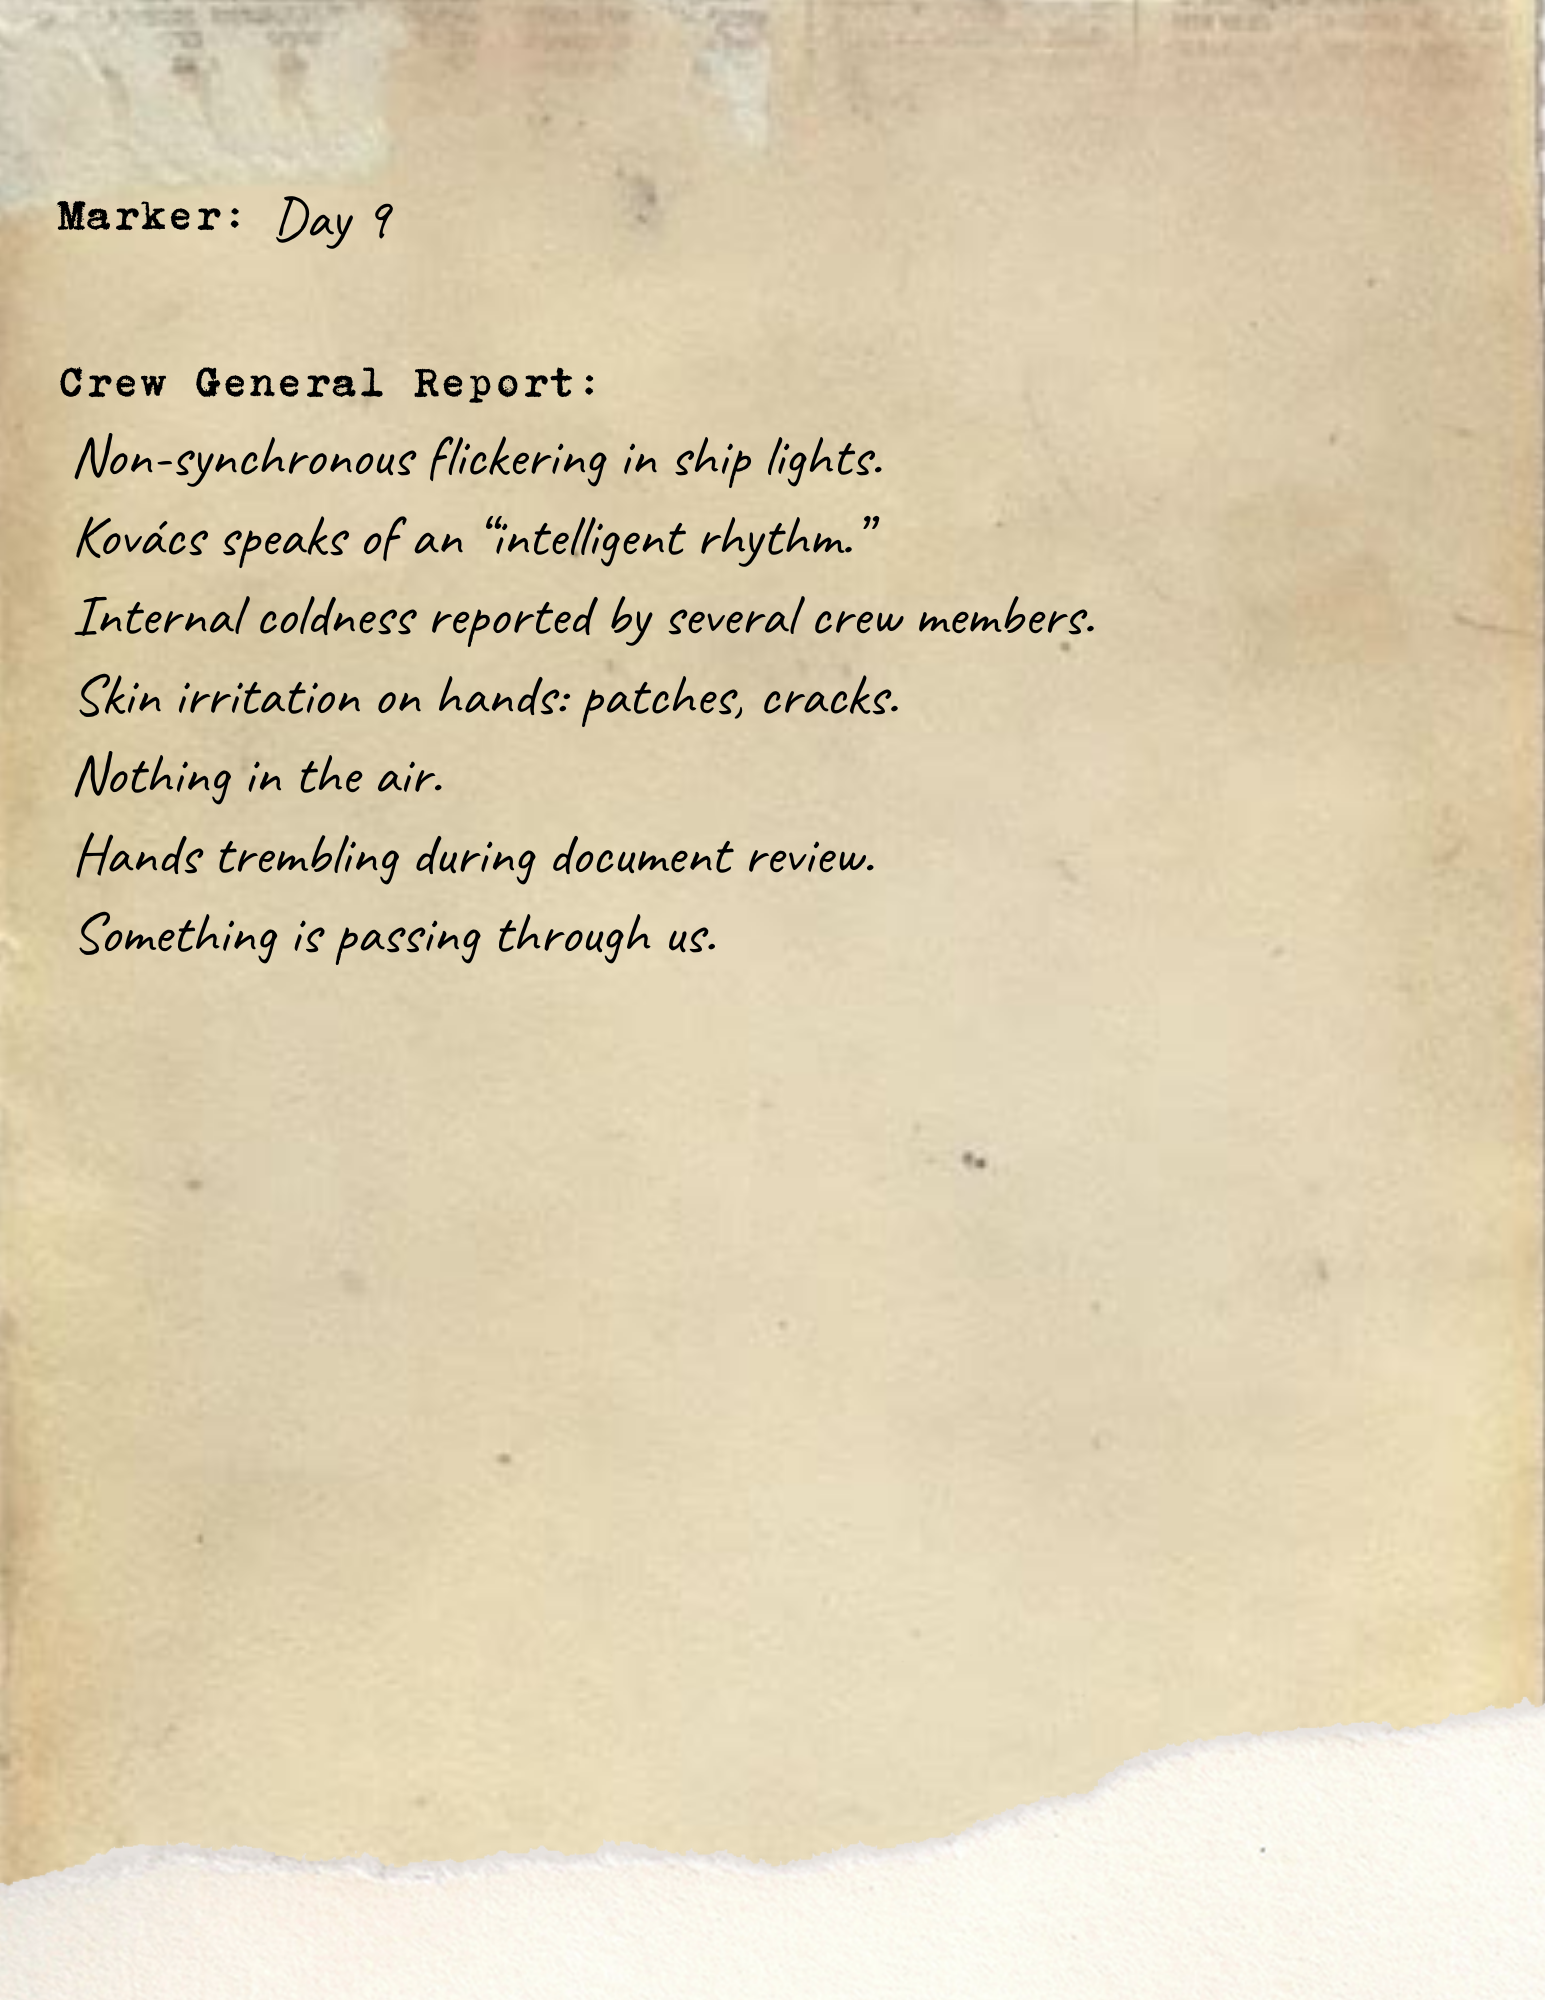 Marker: Day 9
Crew General Report:
Non-synchronous flickering in ship lights.
Kovács speaks of an “intelligent rhythm.”
Internal coldness reported by several crew members.
Skin irritation on hands: patches, cracks.
Nothing in the air.
Hands trembling during document review.
Something is passing through us.